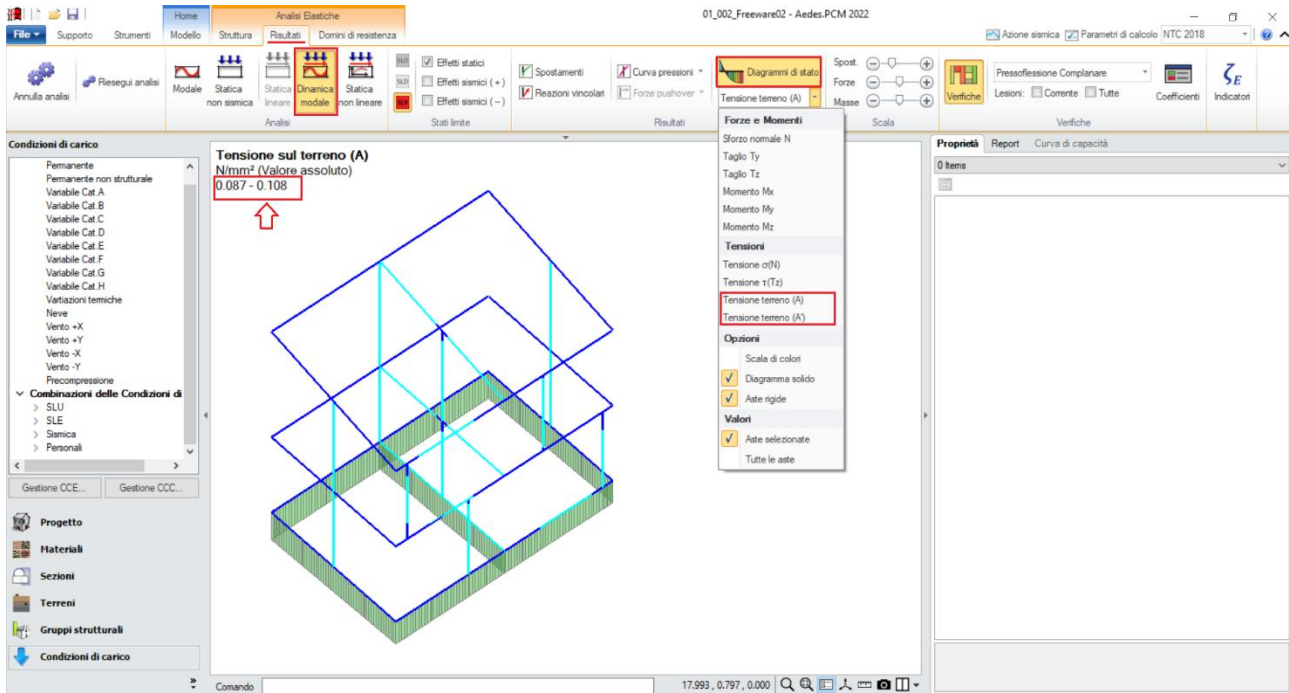 01_002_Freeware02 - Aedes.PCM 2022
Home
Analisi Elastiche
File
Supporto
Strumenti
Modello
Struttura
Risultati
Domini di resistenza
Azione sismica
Parametri di calcolo
NTC 2018
Annulla analisi
Riesegui analisi
Modale
Statica non sismica
Statica lineare
Dinamica modale
Statica non lineare
Analisi
SLO
SLD
SLV
Effetti statici
Effetti sismici (+)
Effetti sismici (−)
Stati limite
Spostamenti
Reazioni vincolari
Curva pressioni
Forze pushover
Risultati
Diagrammi di stato
Tensione terreno (A)
Spost.
Forze
Masse
Scala
Verifiche
Pressoflessione Complanare
Lesioni:
Corrente
Tutte
Coefficienti
Verifiche
ζE
Indicatori
Condizioni di carico
Permanente
Permanente non strutturale
Variabile Cat.A
Variabile Cat.B
Variabile Cat.C
Variabile Cat.D
Variabile Cat.E
Variabile Cat.F
Variabile Cat.G
Variabile Cat.H
Vartiazioni termiche
Neve
Vento +X
Vento +Y
Vento -X
Vento -Y
Precompressione
Combinazioni delle Condizioni di
SLU
SLE
Sismica
Personali
Gestione CCE...
Gestione CCC...
Progetto
Materiali
Sezioni
Terreni
Gruppi strutturali
Condizioni di carico
Tensione sul terreno (A)
N/mm² (Valore assoluto)
0.087 - 0.108
Forze e Momenti
Sforzo normale N
Taglio Ty
Taglio Tz
Momento Mx
Momento My
Momento Mz
Tensioni
Tensione σ(N)
Tensione τ(Tz)
Tensione terreno (A)
Tensione terreno (A')
Opzioni
Scala di colori
Diagramma solido
Aste rigide
Valori
Aste selezionate
Tutte le aste
Proprietà
Report
Curva di capacità
0 Items
Comando
17.993 , 0.797 , 0.000